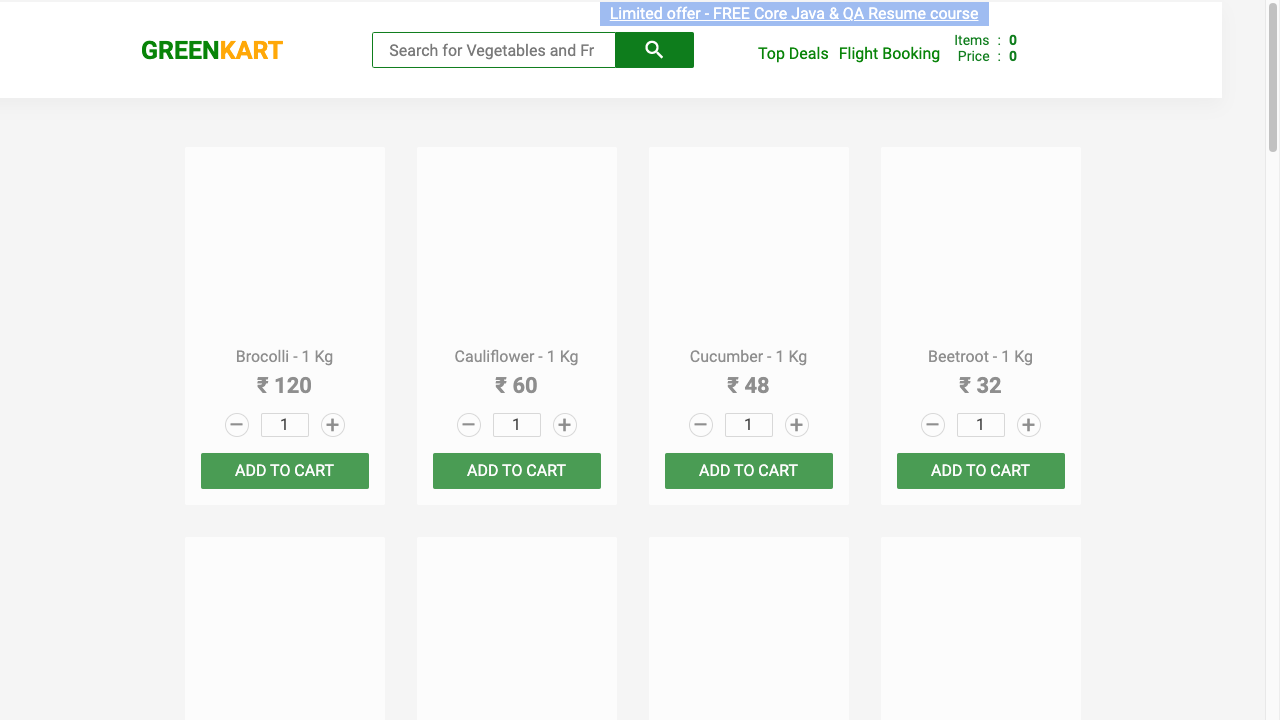 Limited offer - FREE Core Java & QA Resume course
GREENKART
Search for Vegetables and Fr
Top Deals
Flight Booking
Items : 0
Price : 0
Brocolli - 1 Kg
₹ 120
1
ADD TO CART
Cauliflower - 1 Kg
₹ 60
1
ADD TO CART
Cucumber - 1 Kg
₹ 48
1
ADD TO CART
Beetroot - 1 Kg
₹ 32
1
ADD TO CART